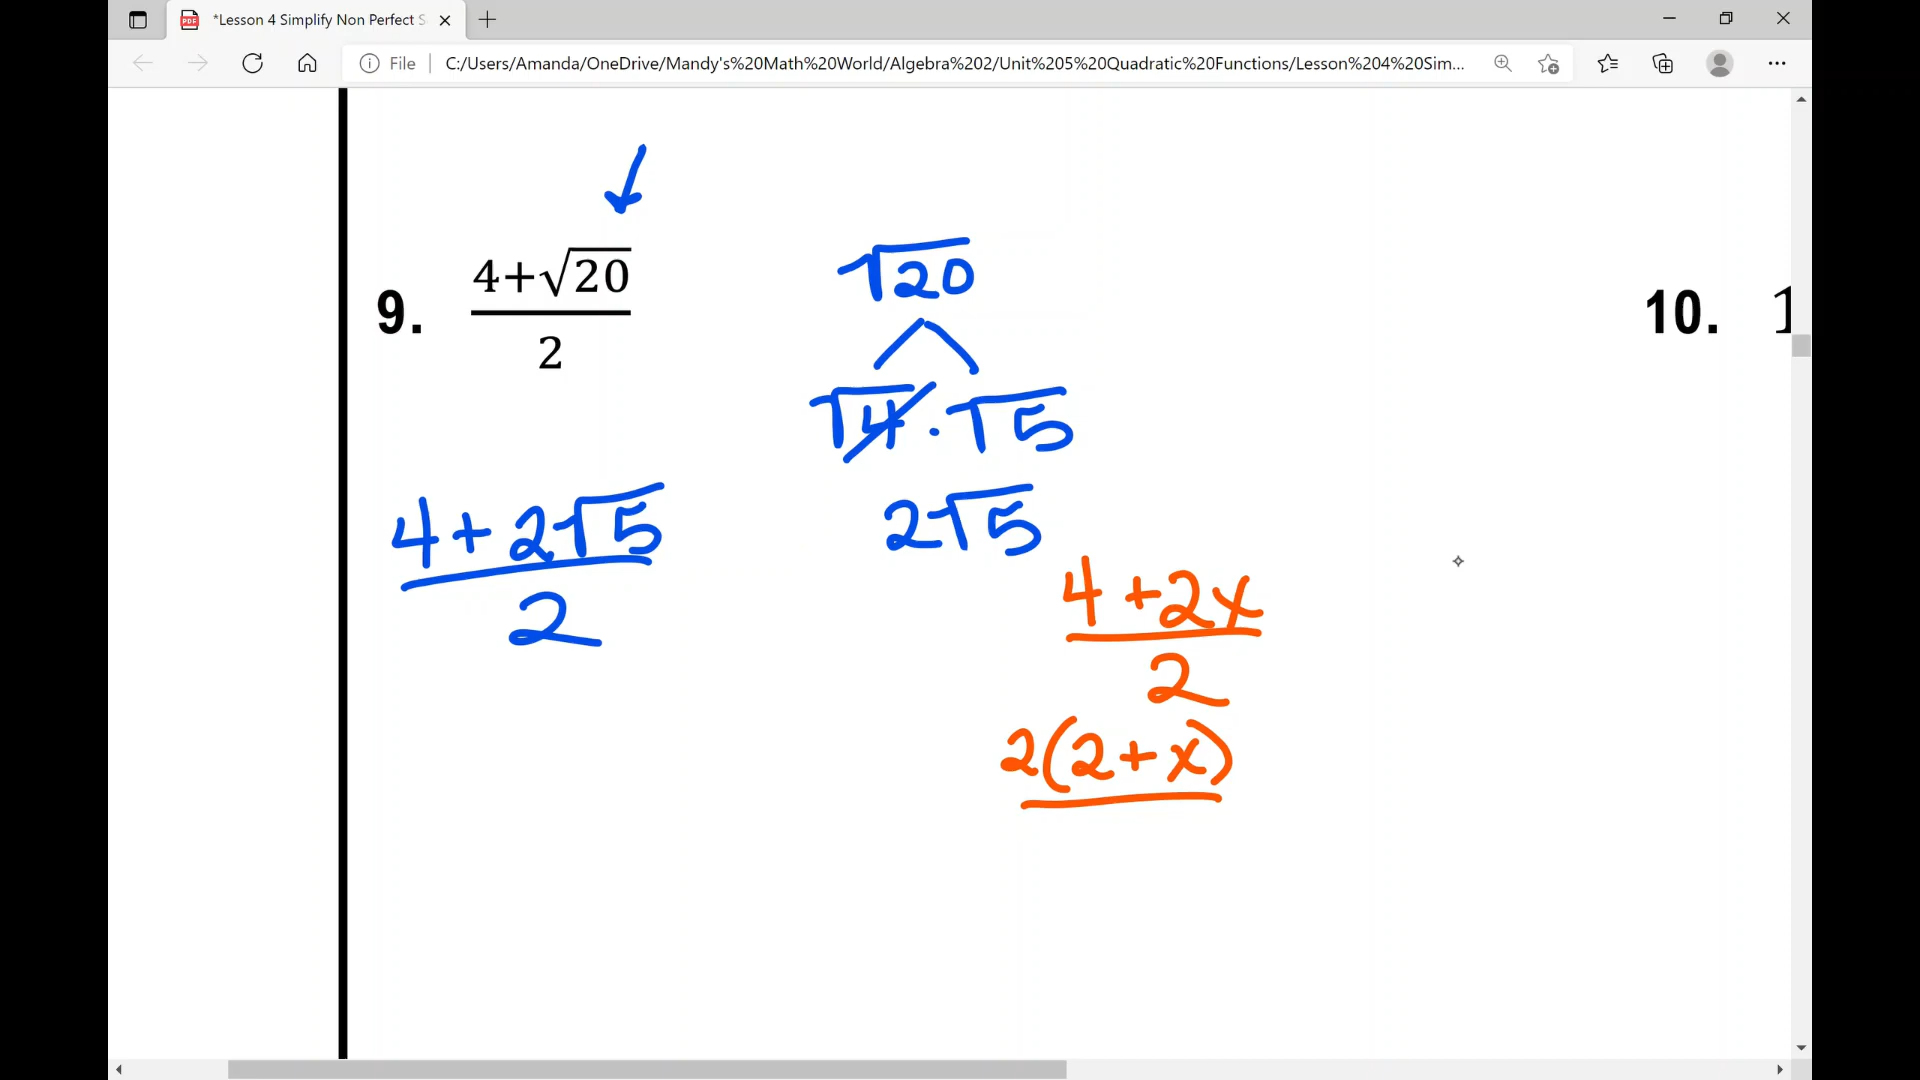 *Lesson 4 Simplify Non Perfect S
File
C:/Users/Amanda/OneDrive/Mandy's%20Math%20World/Algebra%202/Unit%205%20Quadratic%20Functions/Lesson%204%20Sim...
9. (4+√20)/2
√20
√4 · √5
2√5
(4 + 2√5)/2
(4 + 2x)/2
2(2 + x)
10. 1